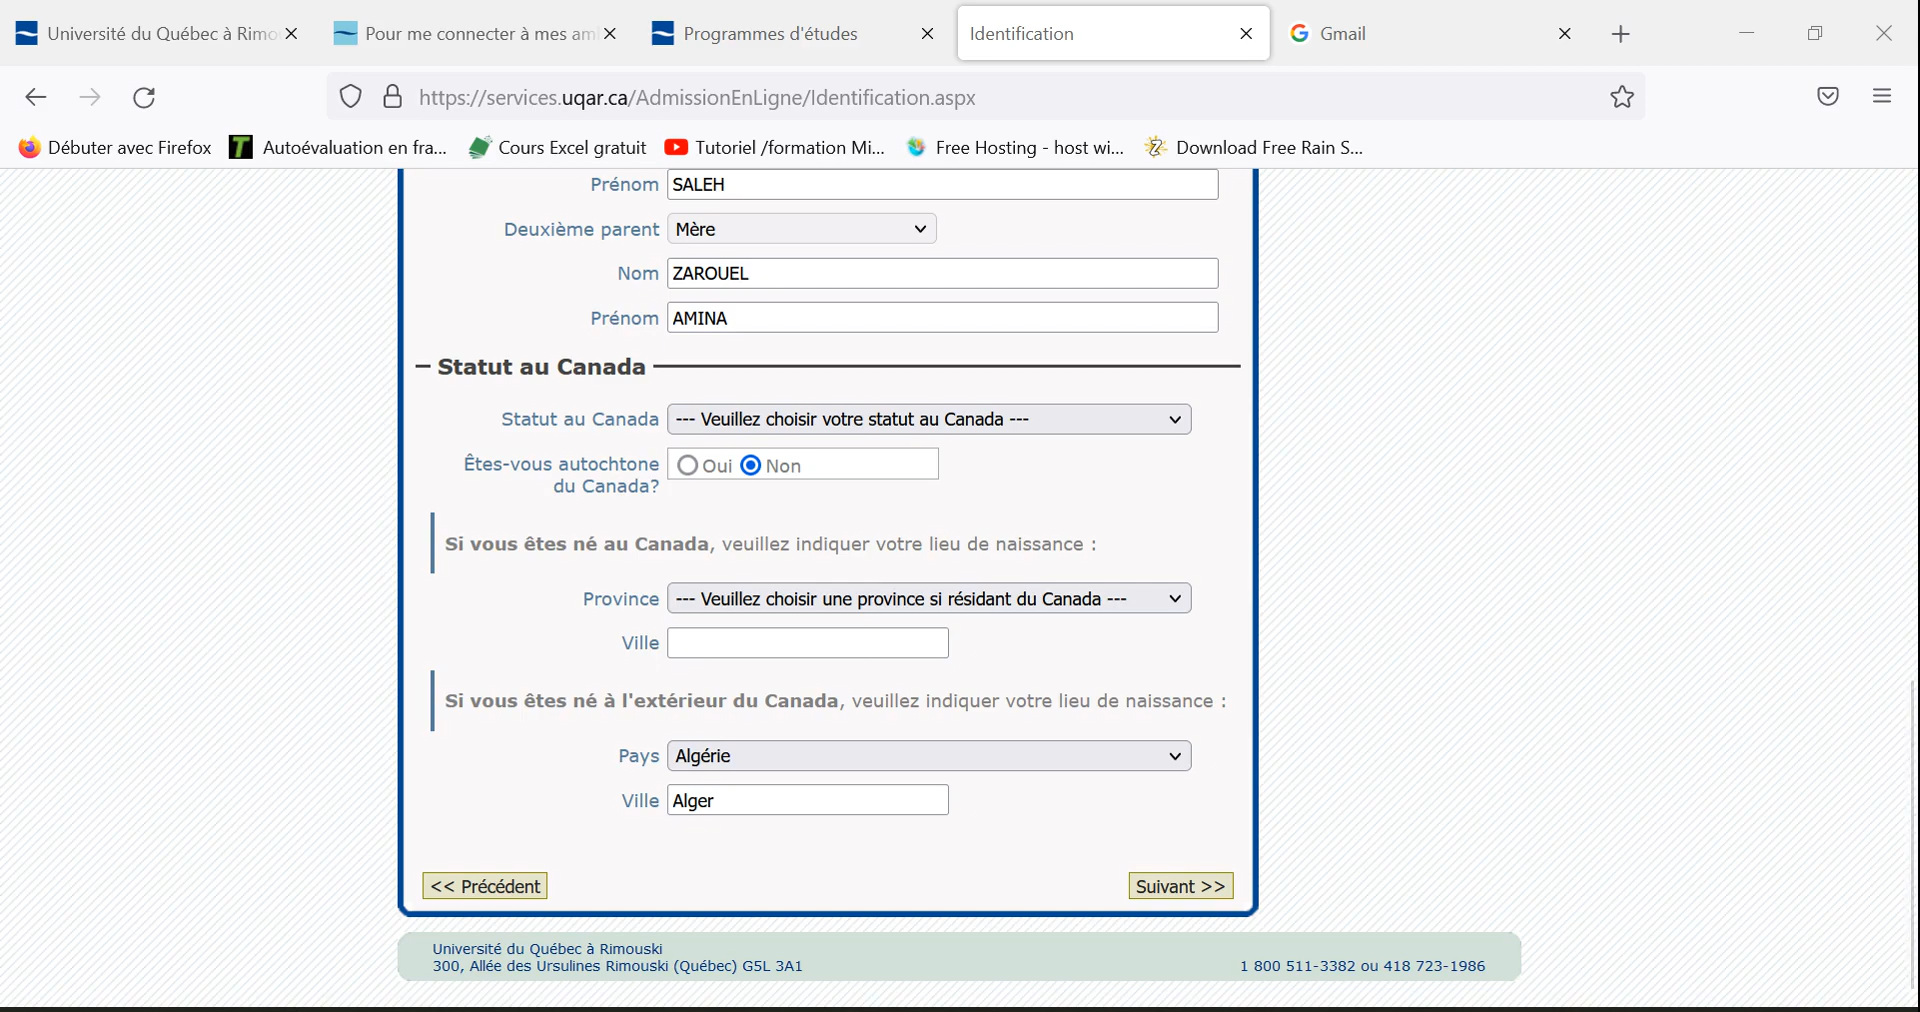 Université du Québec à Rimo
Pour me connecter à mes am
Programmes d'études
Identification
Gmail
https://services.uqar.ca/AdmissionEnLigne/Identification.aspx
Débuter avec Firefox
Autoévaluation en fra...
Cours Excel gratuit
Tutoriel /formation Mi...
Free Hosting - host wi...
Download Free Rain S...
Prénom SALEH
Deuxième parent Mère
Nom ZAROUEL
Prénom AMINA
Statut au Canada
Statut au Canada --- Veuillez choisir votre statut au Canada ---
Êtes-vous autochtone Oui Non
du Canada?
Si vous êtes né au Canada, veuillez indiquer votre lieu de naissance :
Province --- Veuillez choisir une province si résidant du Canada ---
Ville
Si vous êtes né à l'extérieur du Canada, veuillez indiquer votre lieu de naissance :
Pays Algérie
Ville Alger
<< Précédent
Suivant >>
Université du Québec à Rimouski
300, Allée des Ursulines Rimouski (Québec) G5L 3A1
1 800 511-3382 ou 418 723-1986